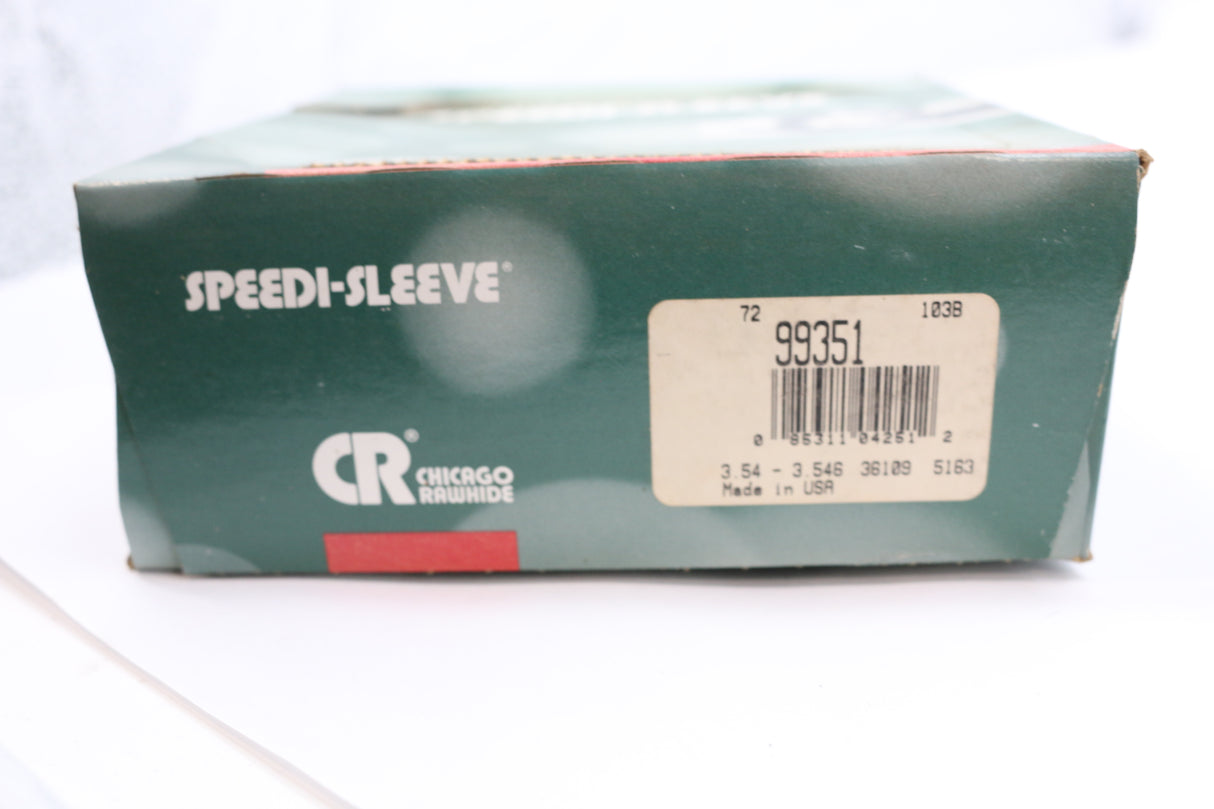 SPEEDI-SLEEVE®
CR® CHICAGO
RAWHIDE
72 103B
99351
0 85311 04261 2
3.54 - 3.546 36109 5163
Made in USA